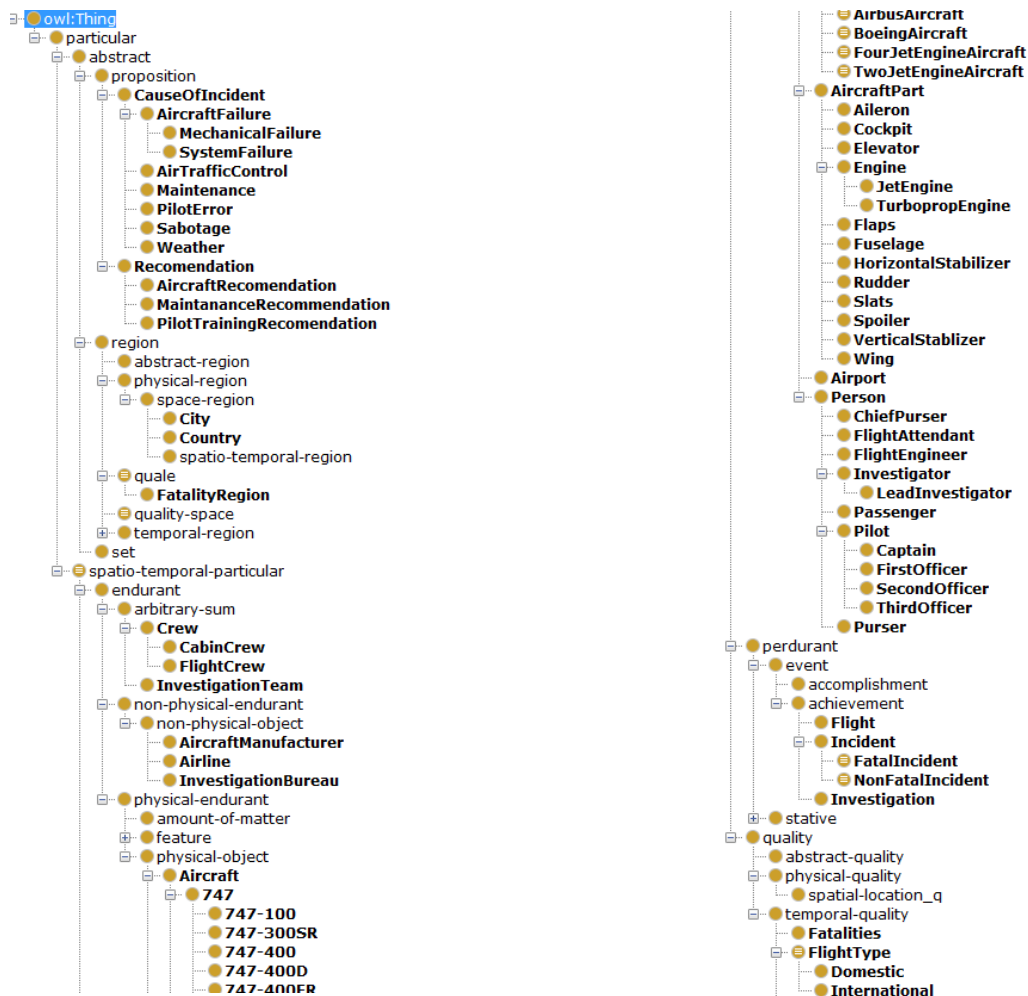 owl:Thing
particular
abstract
proposition
CauseOfIncident
AircraftFailure
MechanicalFailure
SystemFailure
AirTrafficControl
Maintenance
PilotError
Sabotage
Weather
Recomendation
AircraftRecomendation
MaintananceRecommendation
PilotTrainingRecomendation
region
abstract-region
physical-region
space-region
City
Country
spatio-temporal-region
quale
FatalityRegion
quality-space
temporal-region
set
spatio-temporal-particular
endurant
arbitrary-sum
Crew
CabinCrew
FlightCrew
InvestigationTeam
non-physical-endurant
non-physical-object
AircraftManufacturer
Airline
InvestigationBureau
physical-endurant
amount-of-matter
feature
physical-object
Aircraft
747
747-100
747-300SR
747-400
747-400D
747-400ER
AirbusAircraft
BoeingAircraft
FourJetEngineAircraft
TwoJetEngineAircraft
AircraftPart
Aileron
Cockpit
Elevator
Engine
JetEngine
TurbopropEngine
Flaps
Fuselage
HorizontalStabilizer
Rudder
Slats
Spoiler
VerticalStablizer
Wing
Airport
Person
ChiefPurser
FlightAttendant
FlightEngineer
Investigator
LeadInvestigator
Passenger
Pilot
Captain
FirstOfficer
SecondOfficer
ThirdOfficer
Purser
perdurant
event
accomplishment
achievement
Flight
Incident
FatalIncident
NonFatalIncident
Investigation
stative
quality
abstract-quality
physical-quality
spatial-location_q
temporal-quality
Fatalities
FlightType
Domestic
International